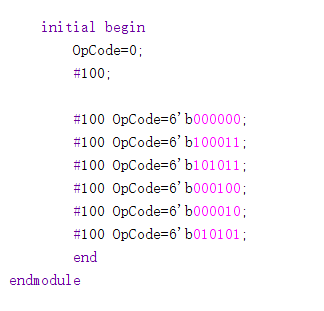 initial begin
OpCode=0;
#100;
#100 OpCode=6'b000000;
#100 OpCode=6'b100011;
#100 OpCode=6'b101011;
#100 OpCode=6'b000100;
#100 OpCode=6'b000010;
#100 OpCode=6'b010101;
end
endmodule